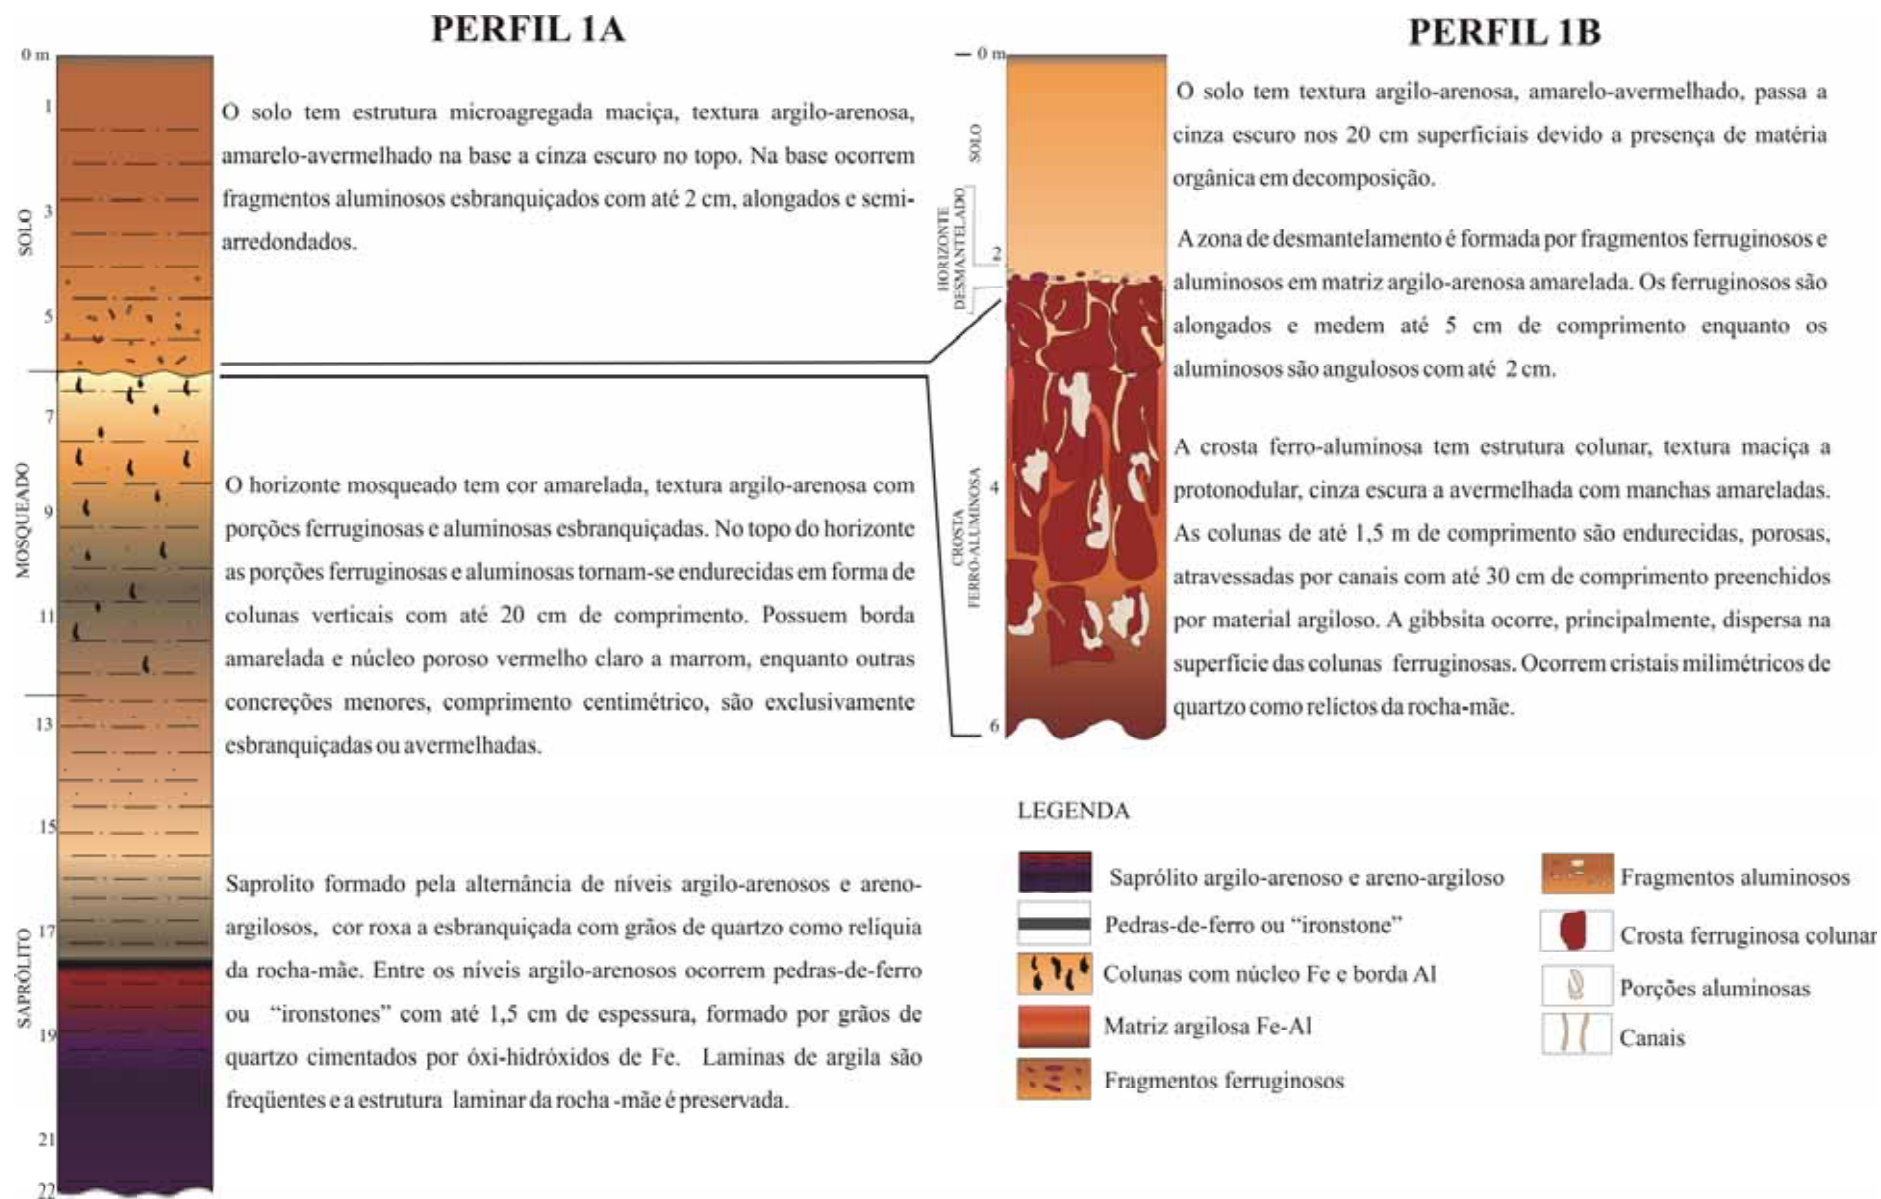 PERFIL 1A
0 m
1
3
5
7
9
11
13
15
17
19
21
22
SOLO
MOSQUEADO
SAPRÓLITO
O solo tem estrutura microagregada maciça, textura argilo-arenosa,
amarelo-avermelhado na base a cinza escuro no topo. Na base ocorrem
fragmentos aluminosos esbranquiçados com até 2 cm, alongados e semi-
arredondados.
O horizonte mosqueado tem cor amarelada, textura argilo-arenosa com
porções ferruginosas e aluminosas esbranquiçadas. No topo do horizonte
as porções ferruginosas e aluminosas tornam-se endurecidas em forma de
colunas verticais com até 20 cm de comprimento. Possuem borda
amarelada e núcleo poroso vermelho claro a marrom, enquanto outras
concreções menores, comprimento centimétrico, são exclusivamente
esbranquiçadas ou avermelhadas.
Saprolito formado pela alternância de níveis argilo-arenosos e areno-
argilosos, cor roxa a esbranquiçada com grãos de quartzo como relíquia
da rocha-mãe. Entre os níveis argilo-arenosos ocorrem pedras-de-ferro
ou “ironstones” com até 1,5 cm de espessura, formado por grãos de
quartzo cimentados por óxi-hidróxidos de Fe. Laminas de argila são
freqüentes e a estrutura laminar da rocha -mãe é preservada.
PERFIL 1B
0 m
2
4
6
SOLO
HORIZONTE
DESMANTELADO
CROSTA
FERRO-ALUMINOSA
O solo tem textura argilo-arenosa, amarelo-avermelhado, passa a
cinza escuro nos 20 cm superficiais devido a presença de matéria
orgânica em decomposição.
A zona de desmantelamento é formada por fragmentos ferruginosos e
aluminosos em matriz argilo-arenosa amarelada. Os ferruginosos são
alongados e medem até 5 cm de comprimento enquanto os
aluminosos são angulosos com até 2 cm.
A crosta ferro-aluminosa tem estrutura colunar, textura maciça a
protonodular, cinza escura a avermelhada com manchas amareladas.
As colunas de até 1,5 m de comprimento são endurecidas, porosas,
atravessadas por canais com até 30 cm de comprimento preenchidos
por material argiloso. A gibbsita ocorre, principalmente, dispersa na
superfície das colunas ferruginosas. Ocorrem cristais milimétricos de
quartzo como relictos da rocha-mãe.
LEGENDA
Saprólito argilo-arenoso e areno-argiloso
Pedras-de-ferro ou “ironstone”
Colunas com núcleo Fe e borda Al
Matriz argilosa Fe-Al
Fragmentos ferruginosos
Fragmentos aluminosos
Crosta ferruginosa colunar
Porções aluminosas
Canais